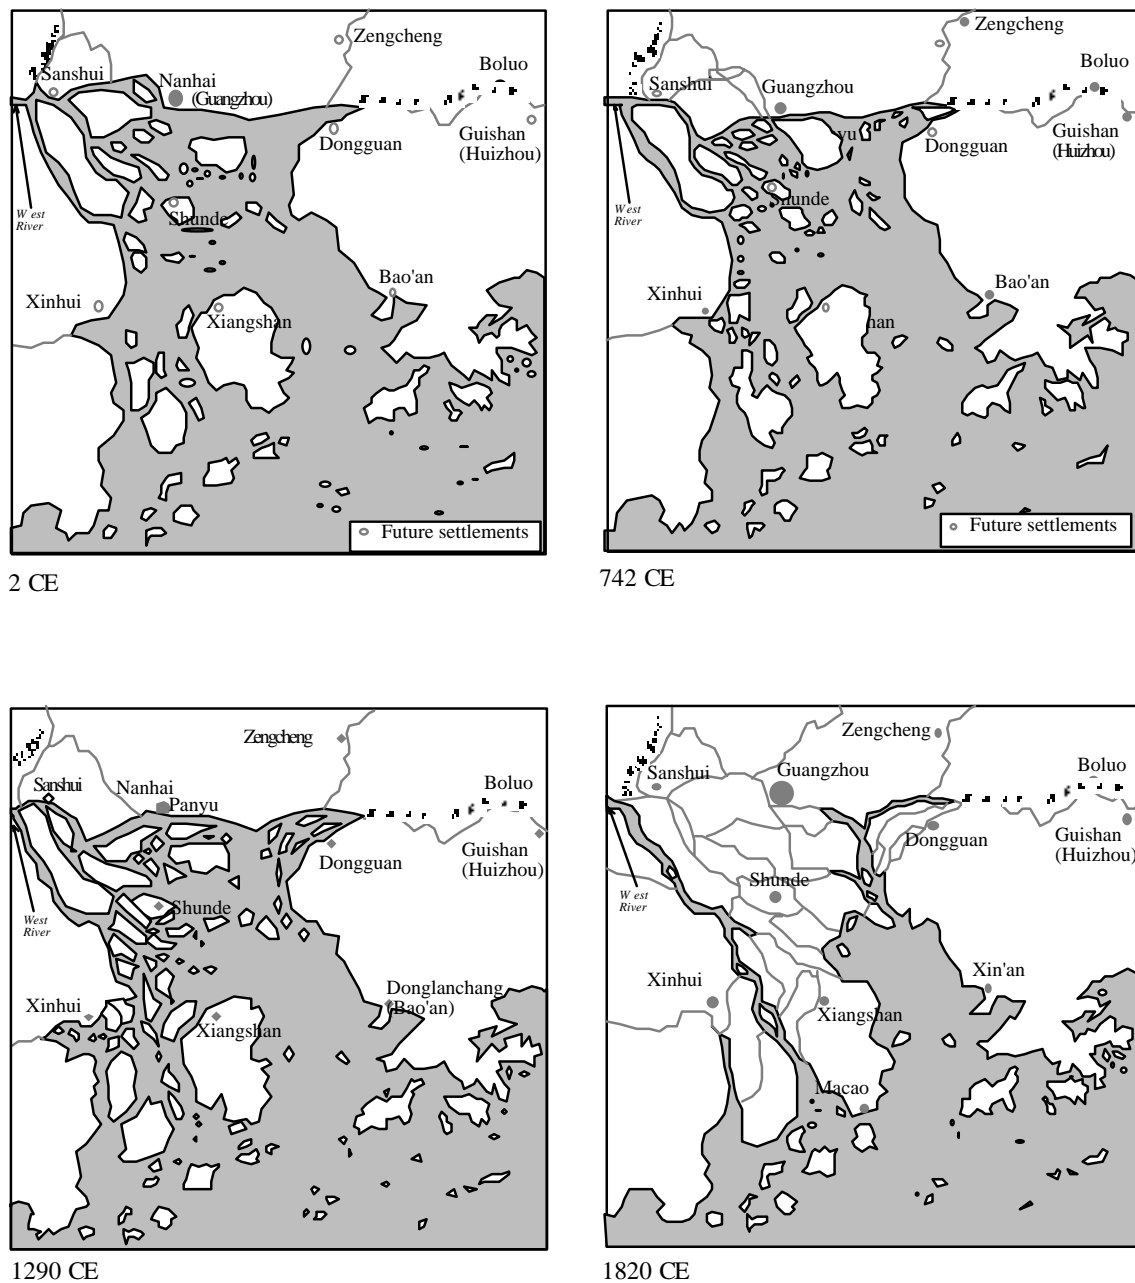 Zengcheng
Boluo
Sanshui
Nanhai
(Guangzhou)
Guishan
(Huizhou)
Dongguan
West
River
Shunde
Bao'an
Xinhui
Xiangshan
Future settlements
2 CE
Zengcheng
Boluo
Sanshui
Guangzhou
yu
Guishan
(Huizhou)
Dongguan
West
River
Shunde
Bao'an
Xinhui
han
Future settlements
742 CE
Zengcheng
Boluo
Sanshui
Nanhai
Panyu
Guishan
(Huizhou)
Dongguan
West
River
Shunde
Donglanchang
(Bao'an)
Xinhui
Xiangshan
1290 CE
Zengcheng
Boluo
Sanshui
Guangzhou
Guishan
(Huizhou)
Dongguan
West
River
Shunde
Xin'an
Xinhui
Xiangshan
Macao
1820 CE